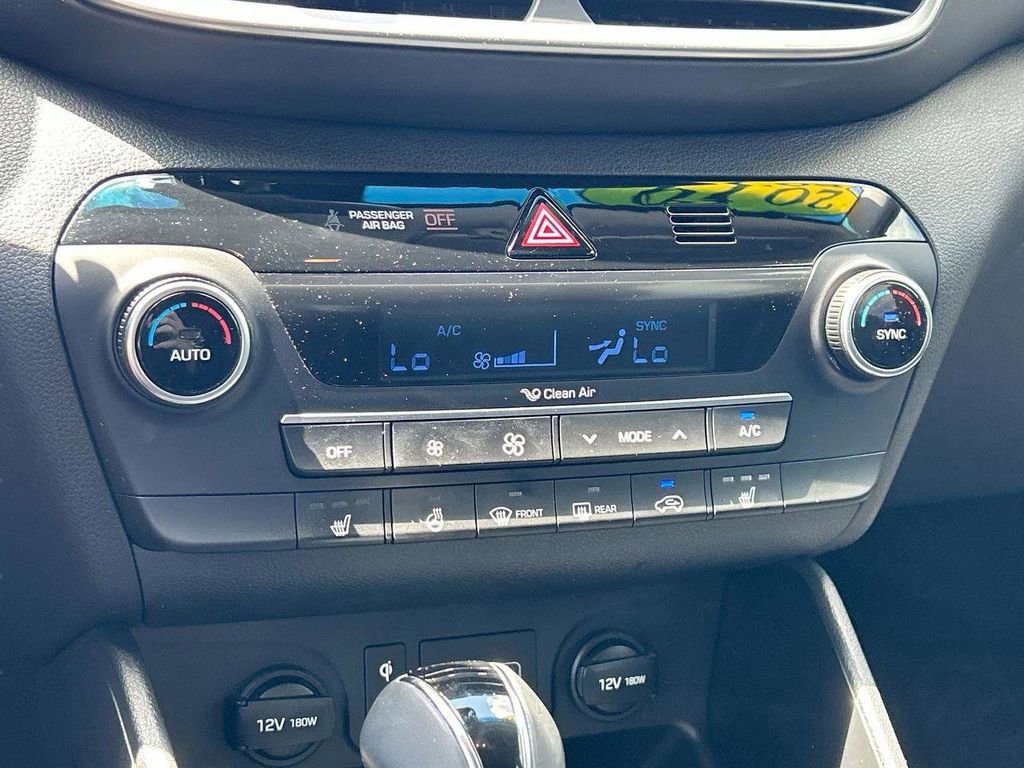 PASSENGER
AIR BAG
OFF
A/C
SYNC
Lo
Lo
AUTO
SYNC
Clean Air
OFF
MODE
A/C
FRONT
REAR
12V 180W
12V 180W